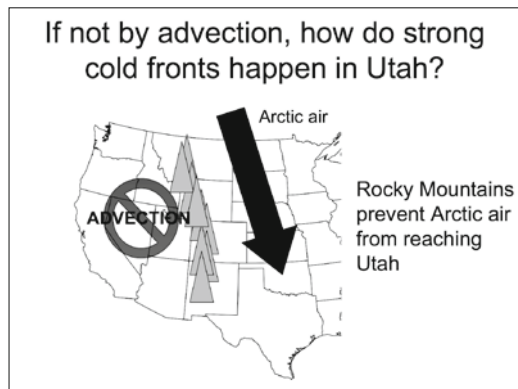 If not by advection, how do strong
cold fronts happen in Utah?
Arctic air
ADVECTION
Rocky Mountains
prevent Arctic air
from reaching
Utah